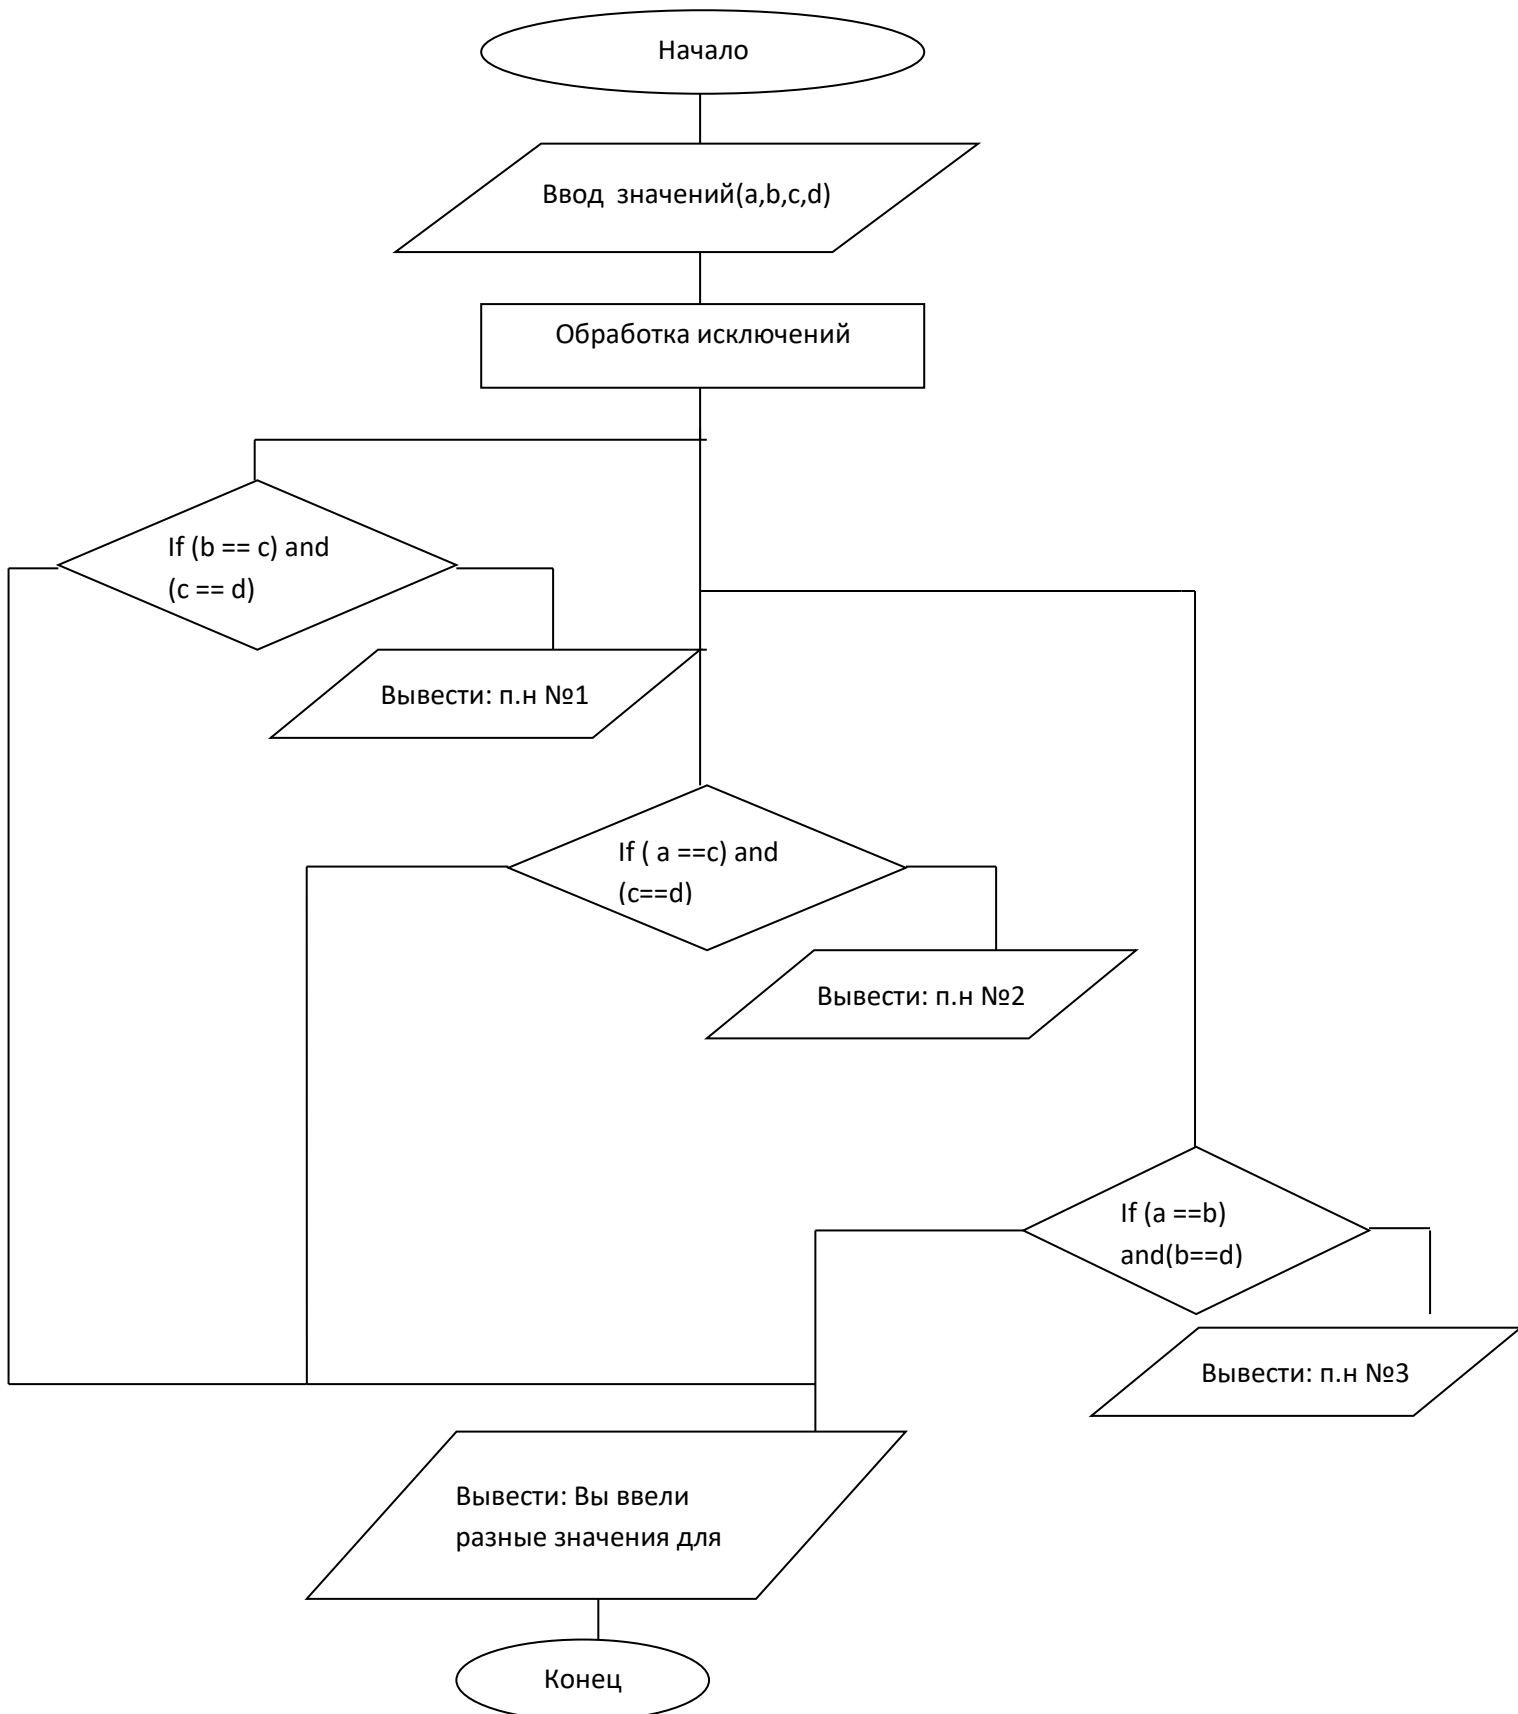 Начало
Ввод  значений(a,b,c,d)
Обработка исключений
If (b == c) and
(c == d)
Вывести: п.н №1
If ( a ==c) and
(c==d)
Вывести: п.н №2
If (a ==b)
and(b==d)
Вывести: п.н №3
Вывести: Вы ввели
разные значения для
Конец